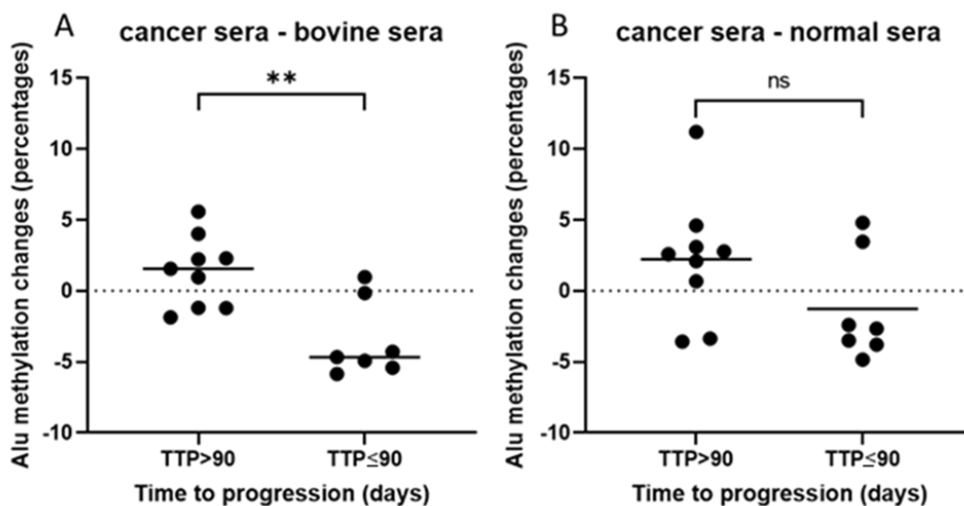 A cancer sera - bovine sera
B cancer sera - normal sera
Alu methylation changes (percentages)
15
10
5
0
-5
-10
**
TTP>90
TTP≤90
Time to progression (days)
Alu methylation changes (percentages)
15
10
5
0
-5
-10
ns
TTP>90
TTP≤90
Time to progression (days)